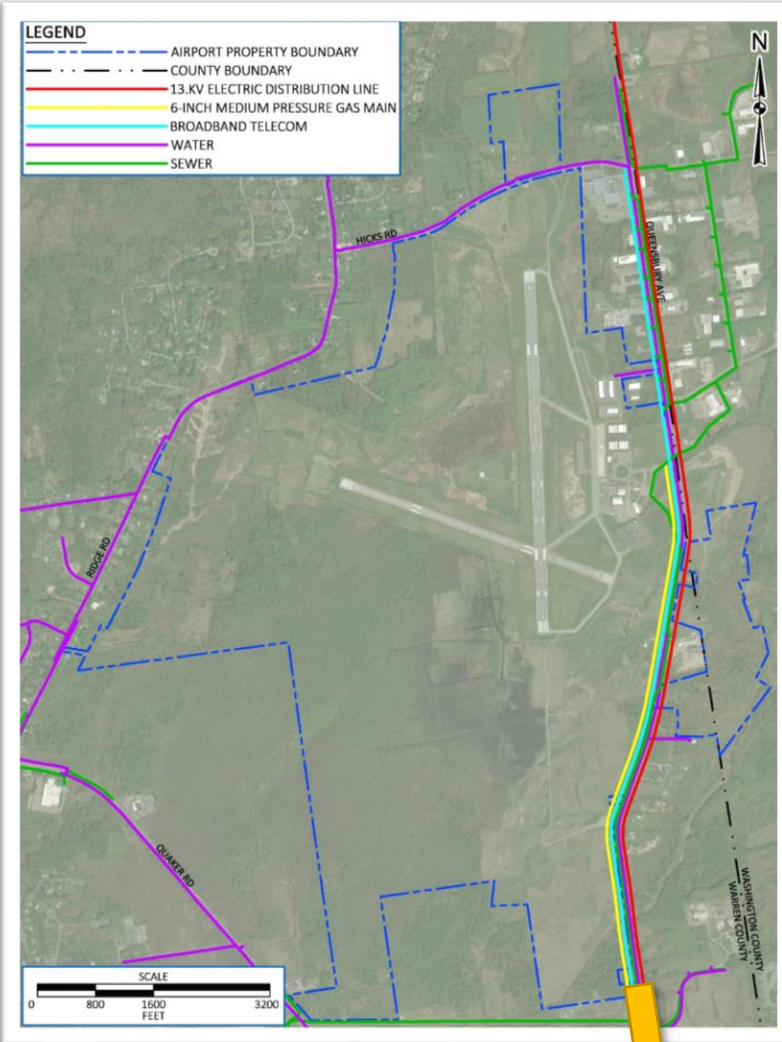 LEGEND
AIRPORT PROPERTY BOUNDARY
COUNTY BOUNDARY
13.KV ELECTRIC DISTRIBUTION LINE
6-INCH MEDIUM PRESSURE GAS MAIN
BROADBAND TELECOM
WATER
SEWER
N
HICKS RD
QUEENSBURY AVE
RIDGE RD
QUAKER RD
WASHINGTON COUNTY
WARREN COUNTY
SCALE
0 800 1600 3200
FEET